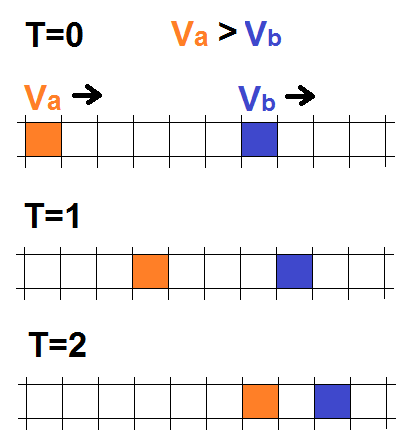 T=0
Va > Vb
Va →
Vb →
T=1
T=2